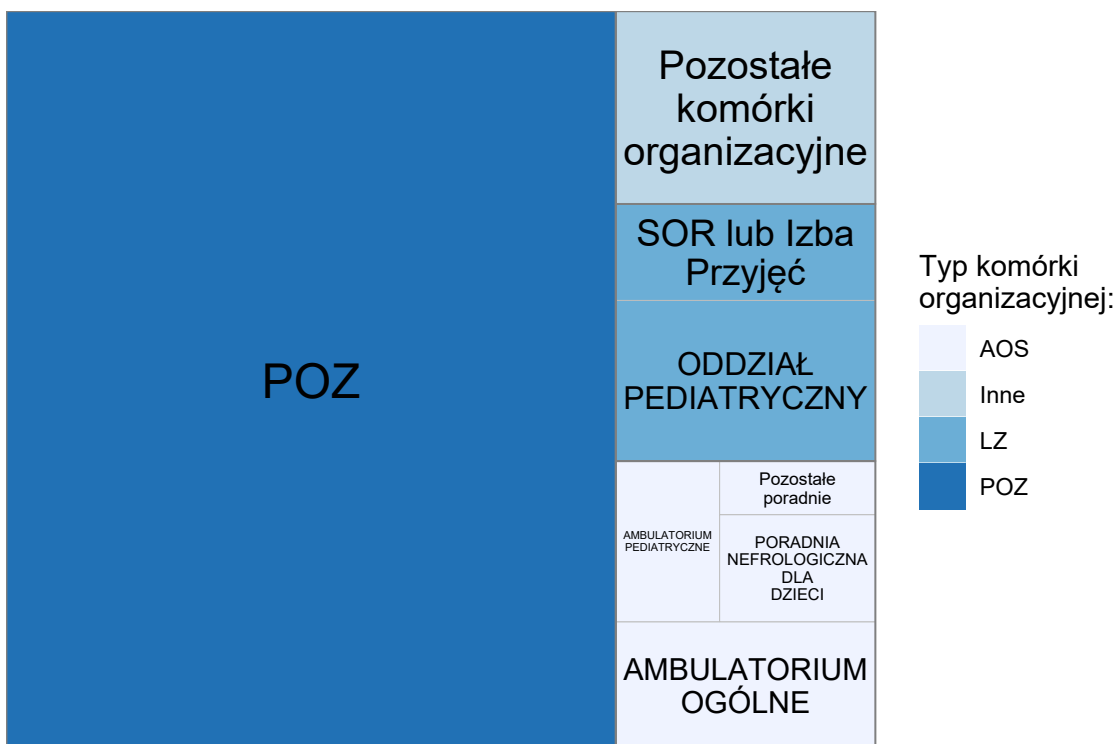 POZ
Pozostałe
komórki
organizacyjne
SOR lub Izba
Przyjęć
ODDZIAŁ
PEDIATRYCZNY
AMBULATORIUM
PEDIATRYCZNE
Pozostałe
poradnie
PORADNIA
NEFROLOGICZNA
DLA
DZIECI
AMBULATORIUM
OGÓLNE
Typ komórki
organizacyjnej:
AOS
Inne
LZ
POZ